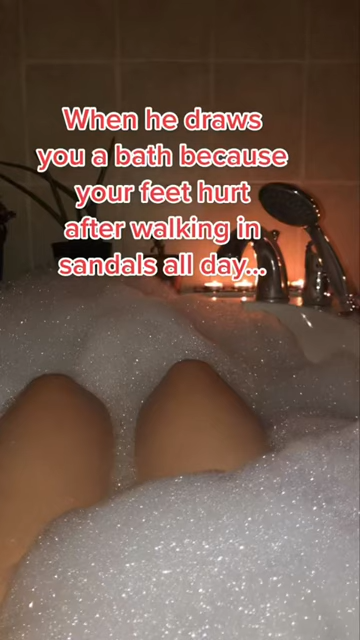 When he draws
you a bath because
your feet hurt
after walking in
sandals all day...